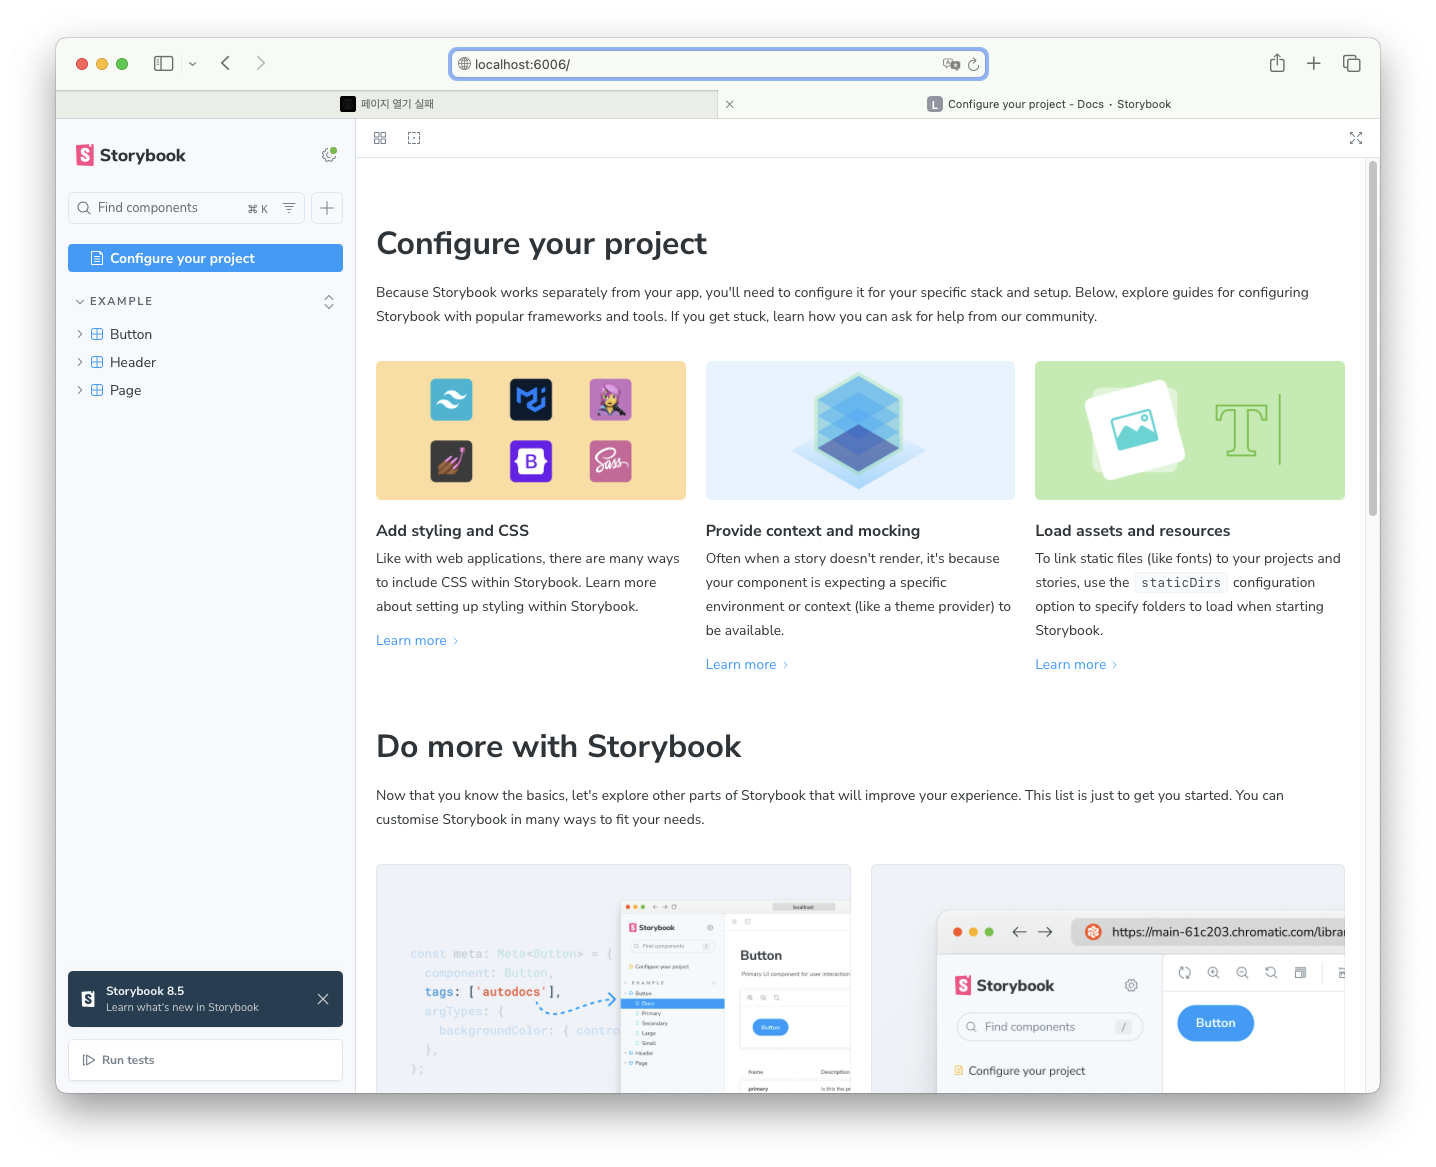 localhost:6006/
페이지 열기 실패
L Configure your project - Docs • Storybook
Storybook
Find components ⌘ K
Configure your project
EXAMPLE
Button
Header
Page
Storybook 8.5
Learn what's new in Storybook
Run tests
Configure your project
Because Storybook works separately from your app, you'll need to configure it for your specific stack and setup. Below, explore guides for configuring
Storybook with popular frameworks and tools. If you get stuck, learn how you can ask for help from our community.
B
Sass
T
Add styling and CSS
Like with web applications, there are many ways
to include CSS within Storybook. Learn more
about setting up styling within Storybook.
Learn more
Provide context and mocking
Often when a story doesn't render, it's because
your component is expecting a specific
environment or context (like a theme provider) to
be available.
Learn more
Load assets and resources
To link static files (like fonts) to your projects and
stories, use the staticDirs configuration
option to specify folders to load when starting
Storybook.
Learn more
Do more with Storybook
Now that you know the basics, let's explore other parts of Storybook that will improve your experience. This list is just to get you started. You can
customise Storybook in many ways to fit your needs.
const meta: Meta<Button> = {
component: Button,
tags: ['autodocs'],
argTypes: {
backgroundColor: { contro
},
};
localhost
Storybook
Find components /
Configure your project
EXAMPLE
Button
Docs
Primary
Secondary
Large
Small
Header
Page
Button
Primary UI component for user interaction
Button
Name Description
primary Is this the pr
https://main-61c203.chromatic.com/librar
Storybook
Find components /
Configure your project
Button